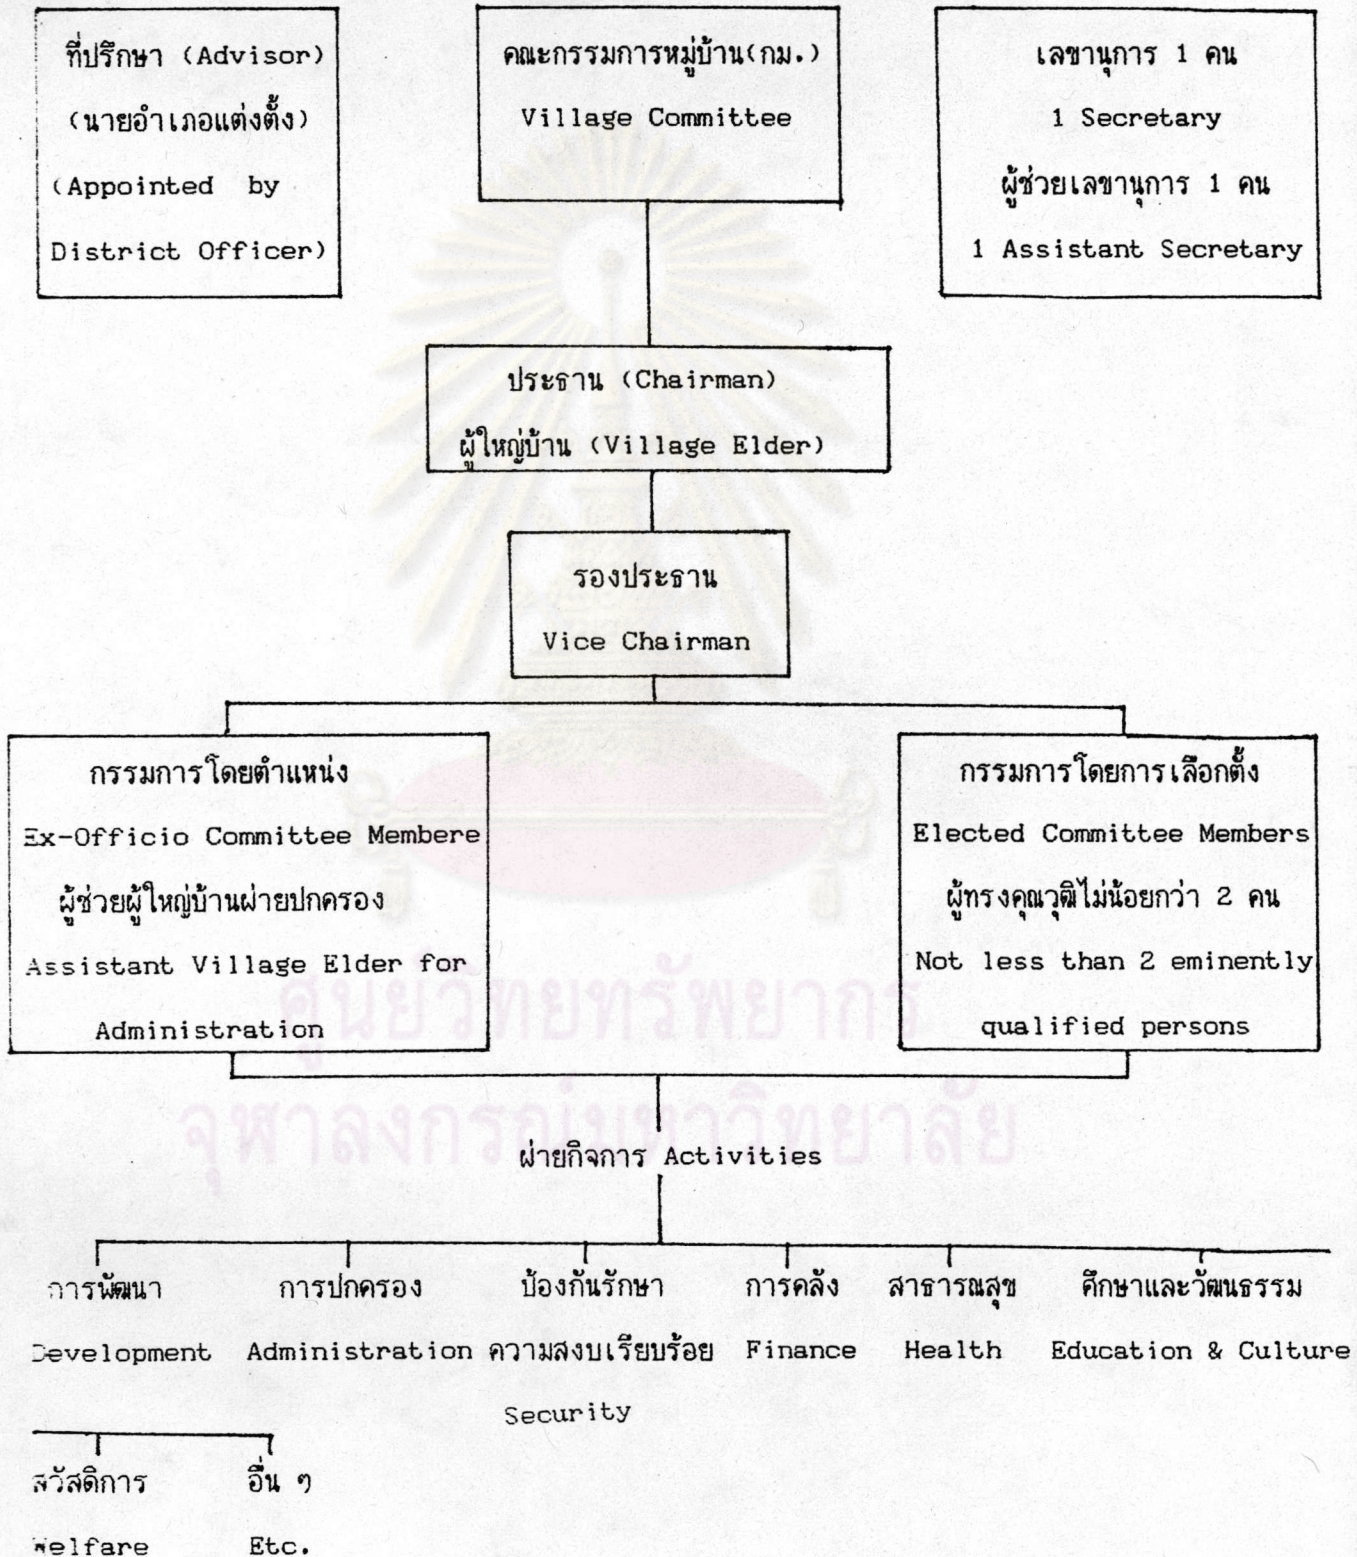 ที่ปรึกษา (Advisor)
(นายอำเภอแต่งตั้ง)
(Appointed by
District Officer)
คณะกรรมการหมู่บ้าน(กม.)
Village Committee
เลขานุการ 1 คน
1 Secretary
ผู้ช่วยเลขานุการ 1 คน
1 Assistant Secretary
ประธาน (Chairman)
ผู้ใหญ่บ้าน (Village Elder)
รองประธาน
Vice Chairman
กรรมการโดยตำแหน่ง
Ex-Officio Committee Membere
ผู้ช่วยผู้ใหญ่บ้านฝ่ายปกครอง
Assistant Village Elder for
Administration
กรรมการโดยการเลือกตั้ง
Elected Committee Members
ผู้ทรงคุณวุฒิไม่น้อยกว่า 2 คน
Not less than 2 eminently
qualified persons
ศูนย์วิทยทรัพยากร
จุฬาลงกรณ์มหาวิทยาลัย
ฝ่ายกิจการ Activities
การพัฒนา
Development
การปกครอง
Administration
ป้องกันรักษา
ความสงบเรียบร้อย
Security
การคลัง
Finance
สาธารณสุข
Health
ศึกษาและวัฒนธรรม
Education & Culture
สวัสดิการ
Welfare
อื่น ๆ
Etc.